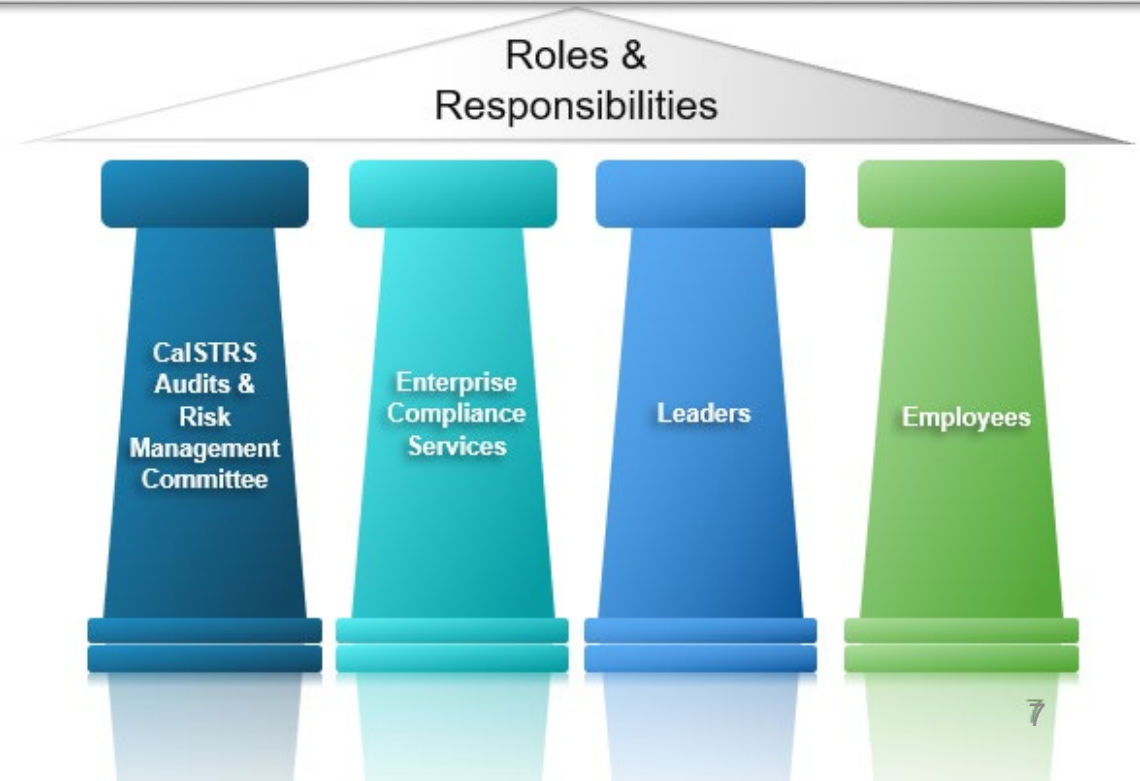 Roles &
Responsibilities
CalSTRS
Audits &
Risk
Management
Committee
Enterprise
Compliance
Services
Leaders
Employees
7